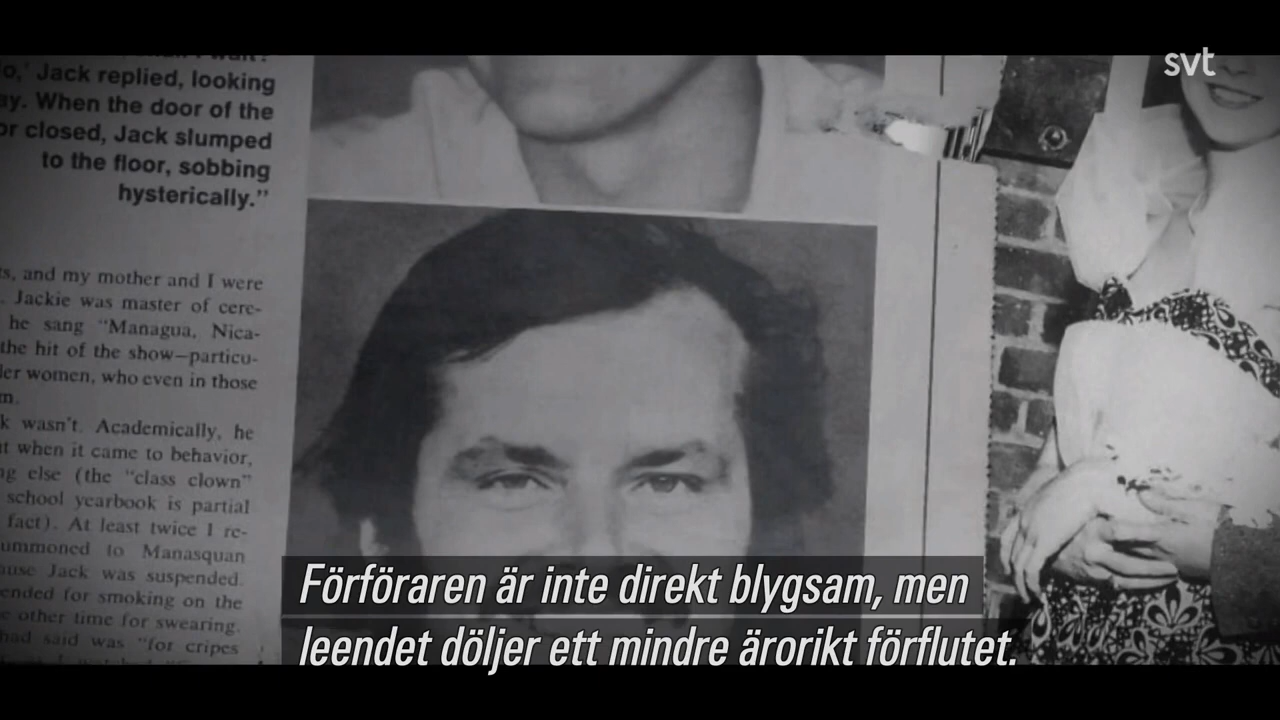 o,' Jack replied, looking
ay. When the door of the
or closed, Jack slumped
to the floor, sobbing
hysterically."
ts, and my mother and I were
. Jackie was master of cere-
he sang "Managua, Nica-
the hit of the show—particu-
ler women, who even in those
m.
k wasn't. Academically, he
t when it came to behavior,
ng else (the "class clown"
school yearbook is partial
fact). At least twice I re-
ummoned to Manasquan
ause Jack was suspended.
ended for smoking on the
e other time for swearing.
had said was "for cripes
svt
Förföraren är inte direkt blygsam, men
leendet döljer ett mindre ärorikt förflutet.